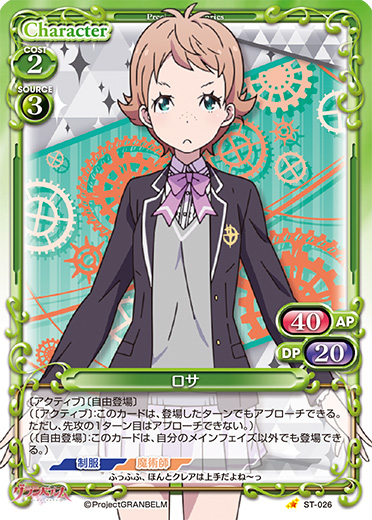 Character
COST
2
SOURCE
3
40 AP
DP 20
ロサ
〔アクティブ〕〔自由登場〕
(〔アクティブ〕:このカードは、登場したターンでもアプローチできる。
ただし、先攻の1ターン目はアプローチできない。)
(〔自由登場〕:このカードは、自分のメインフェイズ以外でも登場でき
る。)
制服 魔術師
ふっふふ、ほんとクレアは上手だよね〜っ
グランベルム
©ProjectGRANBELM ST-026